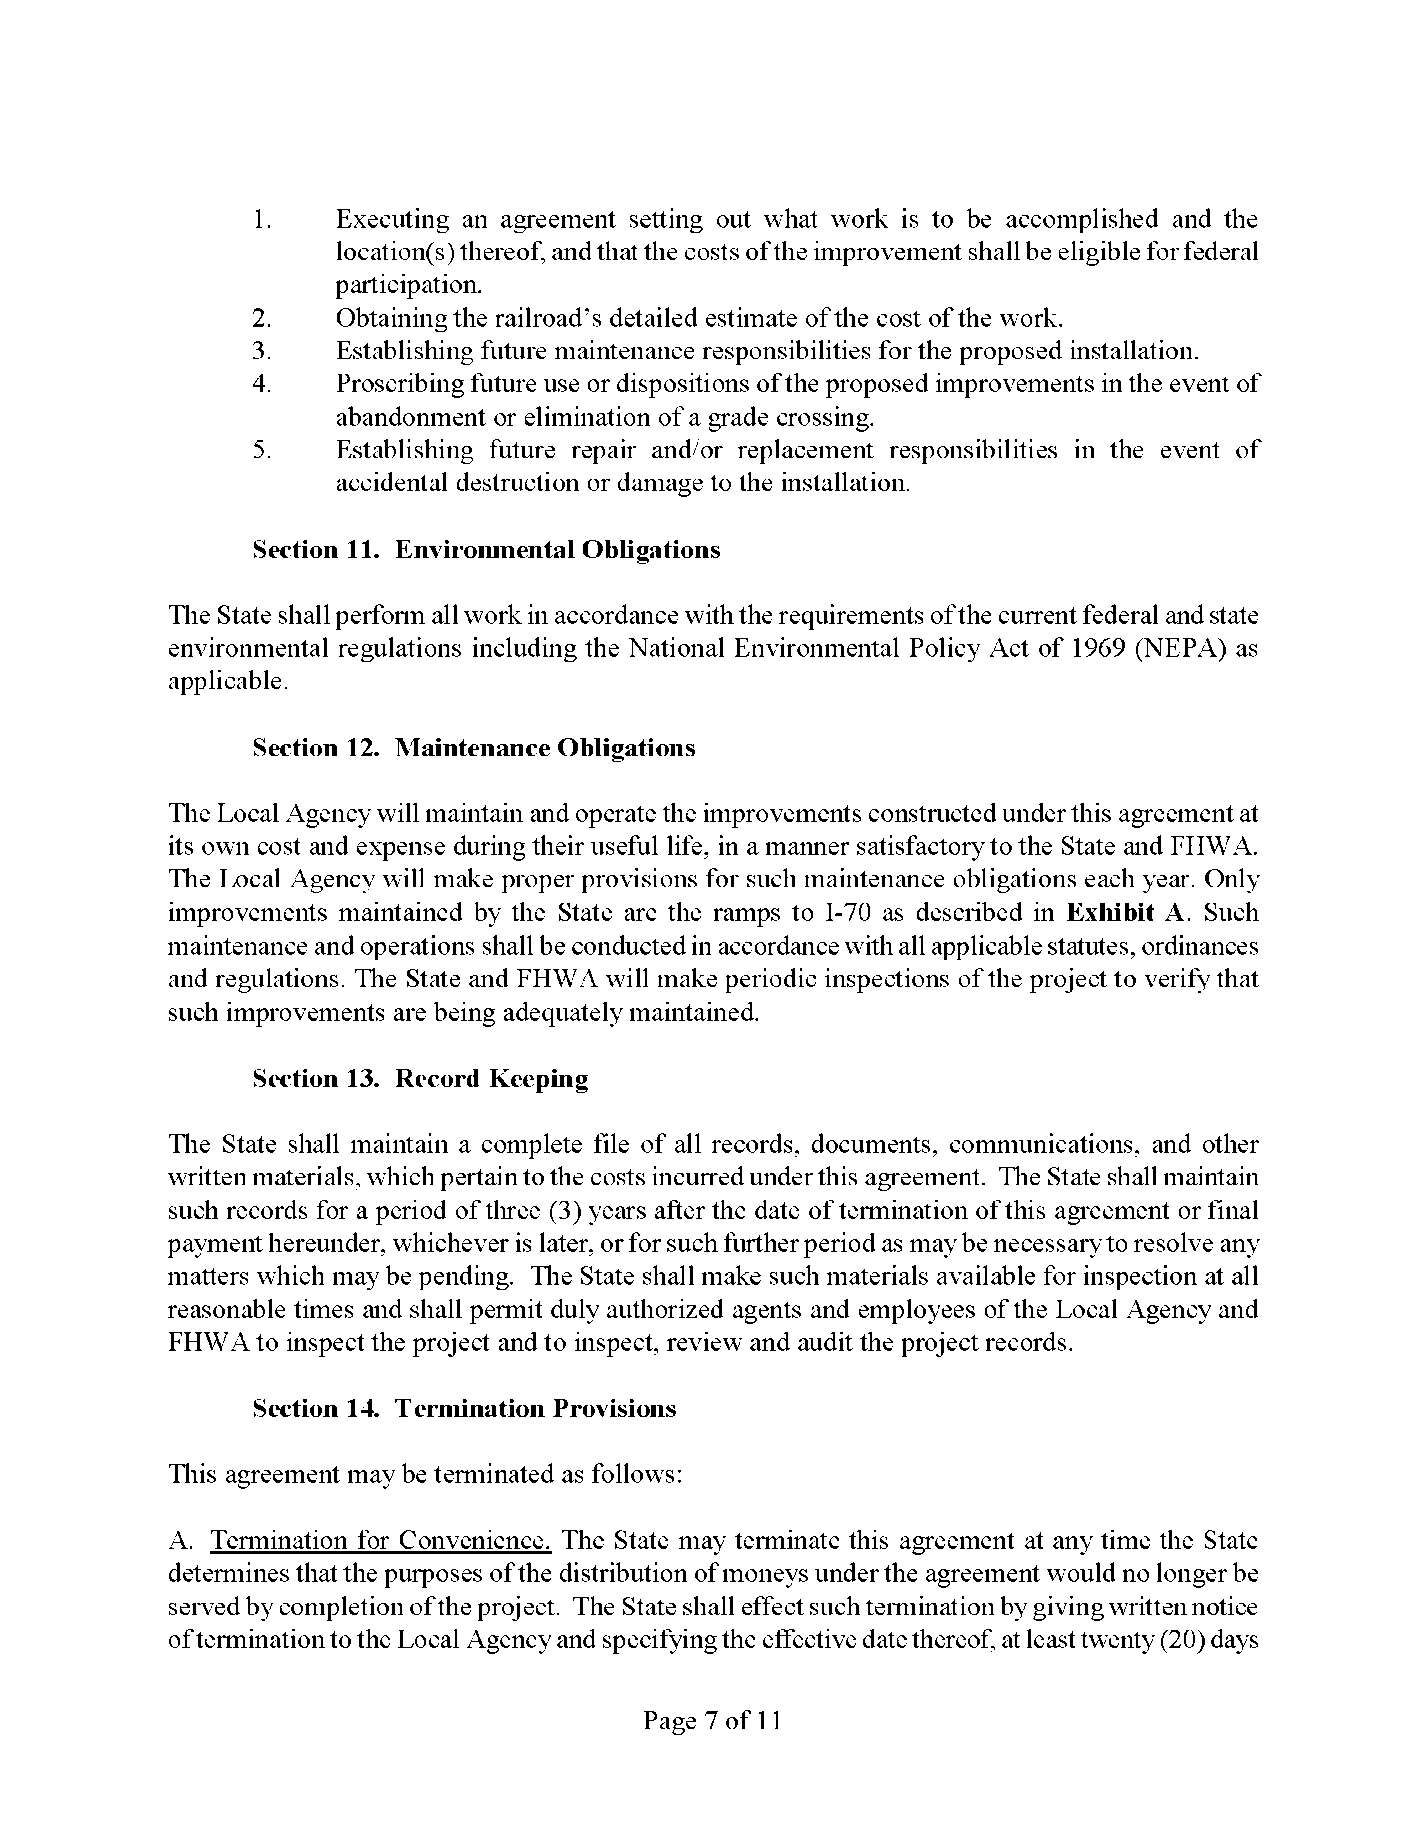 1. Executing an agreement setting out what work is to be accomplished and the
location(s) thereof, and that the costs of the improvement shall be eligible for federal
participation.
2. Obtaining the railroad’s detailed estimate of the cost of the work.
3. Establishing future maintenance responsibilities for the proposed installation.
4. Proscribing future use or dispositions of the proposed improvements in the event of
abandonment or elimination of a grade crossing.
5. Establishing future repair and/or replacement responsibilities in the event of
accidental destruction or damage to the installation.
Section 11. Environmental Obligations
The State shall perform all work in accordance with the requirements of the current federal and state
environmental regulations including the National Environmental Policy Act of 1969 (NEPA) as
applicable.
Section 12. Maintenance Obligations
The Local Agency will maintain and operate the improvements constructed under this agreement at
its own cost and expense during their useful life, in a manner satisfactory to the State and FHWA.
The Local Agency will make proper provisions for such maintenance obligations each year. Only
improvements maintained by the State are the ramps to I-70 as described in Exhibit A. Such
maintenance and operations shall be conducted in accordance with all applicable statutes, ordinances
and regulations. The State and FHWA will make periodic inspections of the project to verify that
such improvements are being adequately maintained.
Section 13. Record Keeping
The State shall maintain a complete file of all records, documents, communications, and other
written materials, which pertain to the costs incurred under this agreement. The State shall maintain
such records for a period of three (3) years after the date of termination of this agreement or final
payment hereunder, whichever is later, or for such further period as may be necessary to resolve any
matters which may be pending. The State shall make such materials available for inspection at all
reasonable times and shall permit duly authorized agents and employees of the Local Agency and
FHWA to inspect the project and to inspect, review and audit the project records.
Section 14. Termination Provisions
This agreement may be terminated as follows:
A. Termination for Convenience. The State may terminate this agreement at any time the State
determines that the purposes of the distribution of moneys under the agreement would no longer be
served by completion of the project. The State shall effect such termination by giving written notice
of termination to the Local Agency and specifying the effective date thereof, at least twenty (20) days
Page 7 of 11